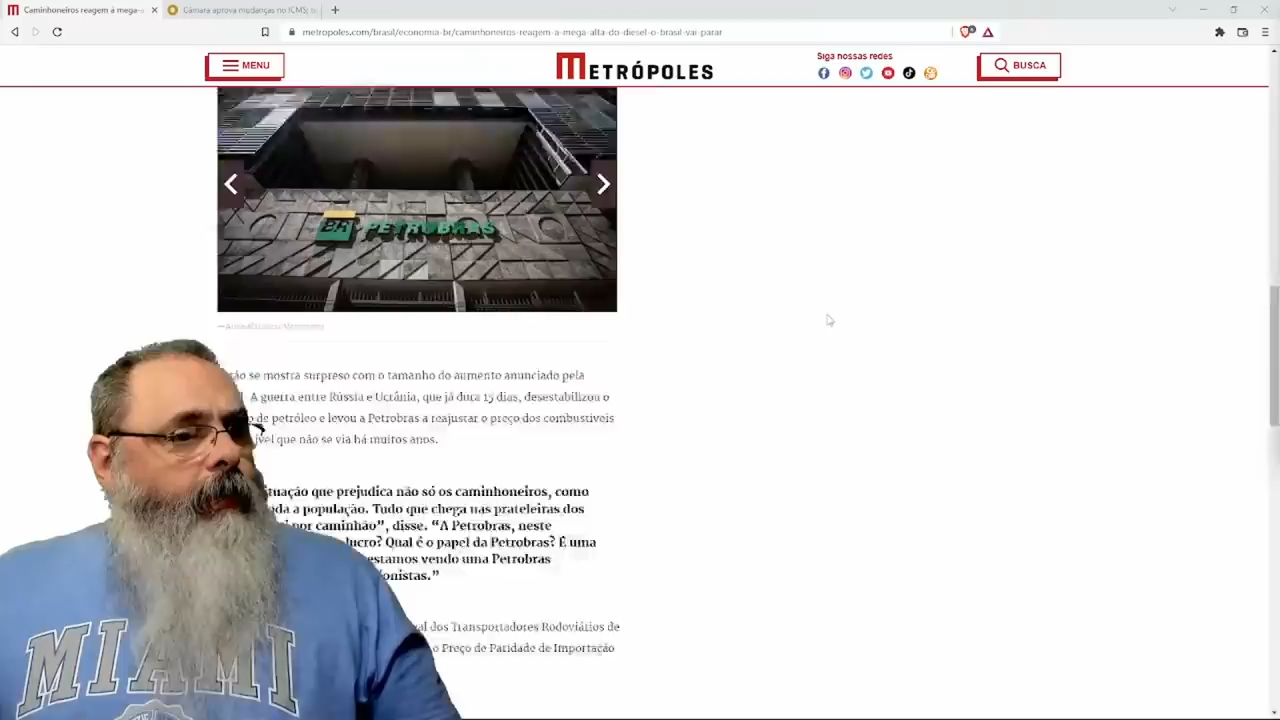 Caminhoneiros reagem à mega-a
Câmara aprova mudanças no ICMS;
metropoles.com/brasil/economia-br/caminhoneiros-reagem-a-mega-alta-do-diesel-o-brasil-vai-parar
MENU
METRÓPOLES
Siga nossas redes
BUSCA
BR PETROBRAS
se mostra surpreso com o tamanho do aumento anunciado pela
A guerra entre Rússia e Ucrânia, que já dura 15 dias, desestabilizou o
de petróleo e levou a Petrobras a reajustar o preço dos combustíveis
ível que não se via há muitos anos.
tuação que prejudica não só os caminhoneiros, como
da a população. Tudo que chega nas prateleiras dos
i por caminhão”, disse. “A Petrobras, neste
lucro? Qual é o papel da Petrobras? É uma
estamos vendo uma Petrobras
onistas.”
al dos Transportadores Rodoviários de
o Preço de Paridade de Importação
MIAMI